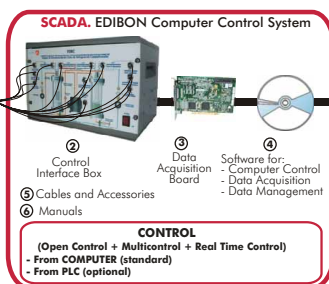 SCADA. EDIBON Computer Control System
② Control Interface Box
③ Data Acquisition Board
④ Software for:
- Computer Control
- Data Acquisition
- Data Management
⑤ Cables and Accessories
⑥ Manuals
CONTROL
(Open Control + Multicontrol + Real Time Control)
- From COMPUTER (standard)
- From PLC (optional)